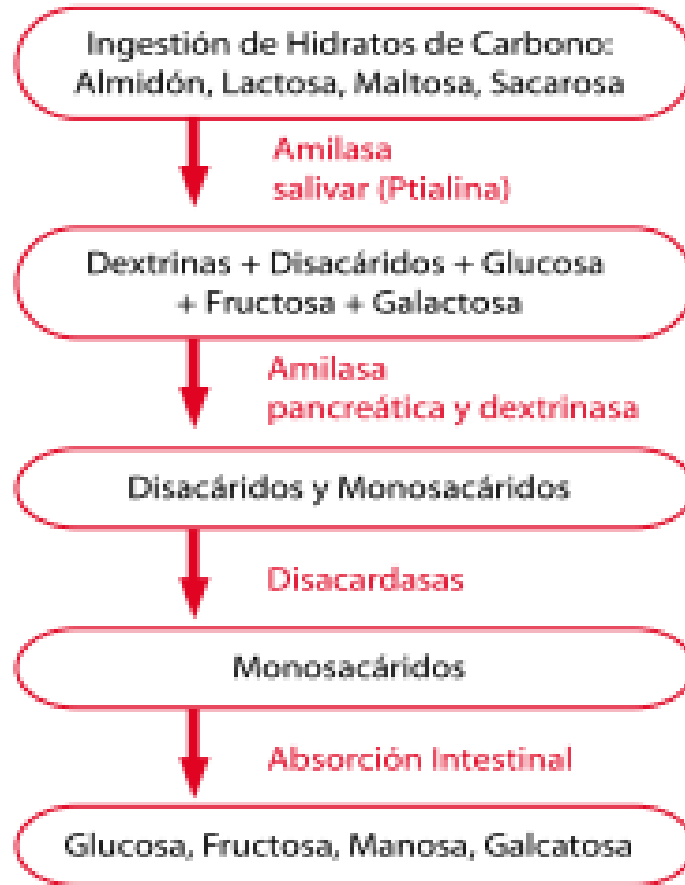 Ingestión de Hidratos de Carbono:
Almidón, Lactosa, Maltosa, Sacarosa
Amilasa
salivar (Ptialina)
Dextrinas + Disacáridos + Glucosa
+ Fructosa + Galactosa
Amilasa
pancreática y dextrinasa
Disacáridos y Monosacáridos
Disacardasas
Monosacáridos
Absorción Intestinal
Glucosa, Fructosa, Manosa, Galcatosa